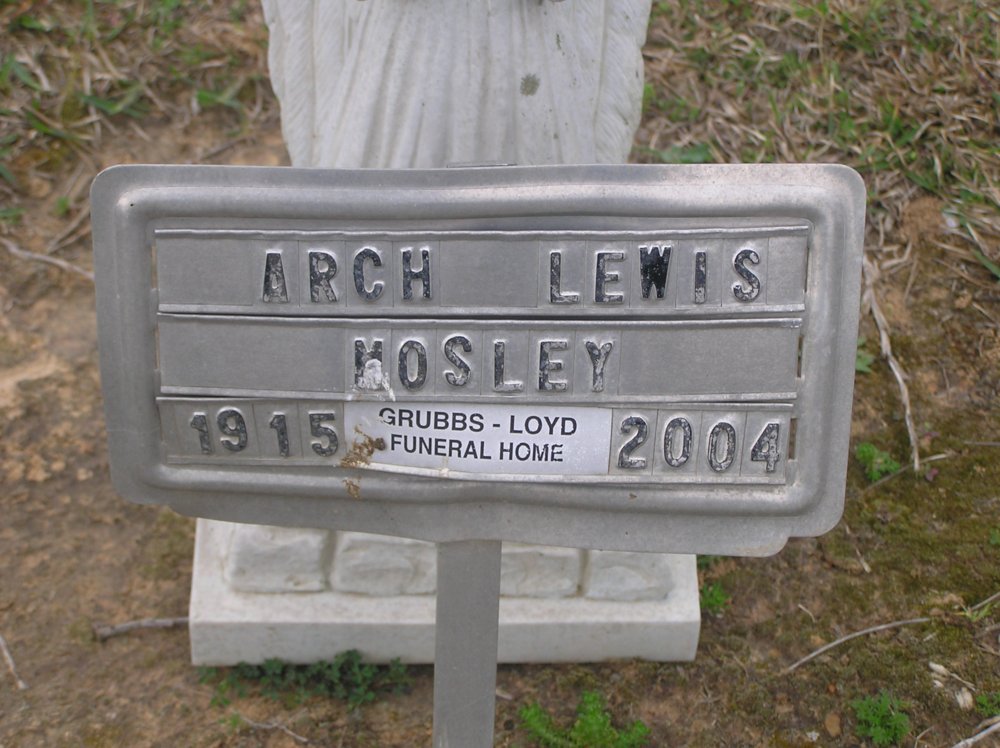 ARCH LEWIS
MOSLEY
1915 GRUBBS - LOYD FUNERAL HOME 2004